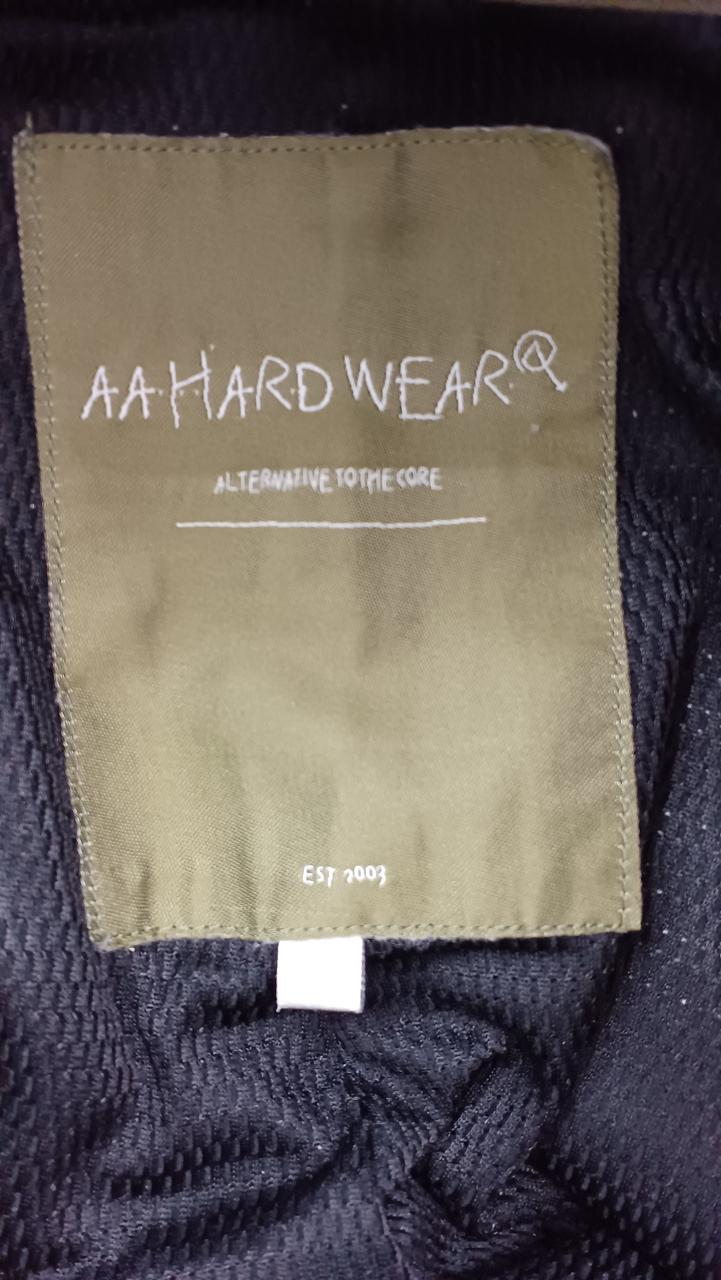 AA HARDWEAR
ALTERNATIVE TO THE CORE
EST 2003